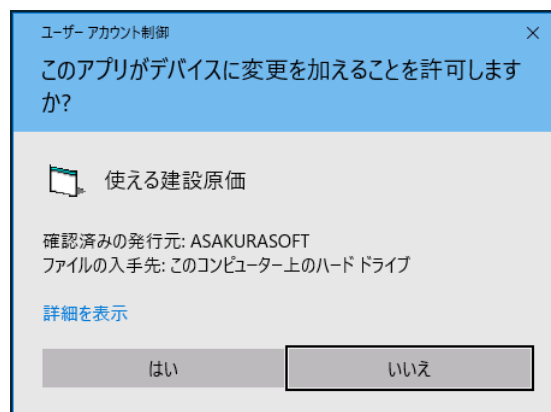 ユーザー アカウント制御
このアプリがデバイスに変更を加えることを許可します
か?
使える建設原価
確認済みの発行元: ASAKURASOFT
ファイルの入手先: このコンピューター上のハード ドライブ
詳細を表示
はい
いいえ